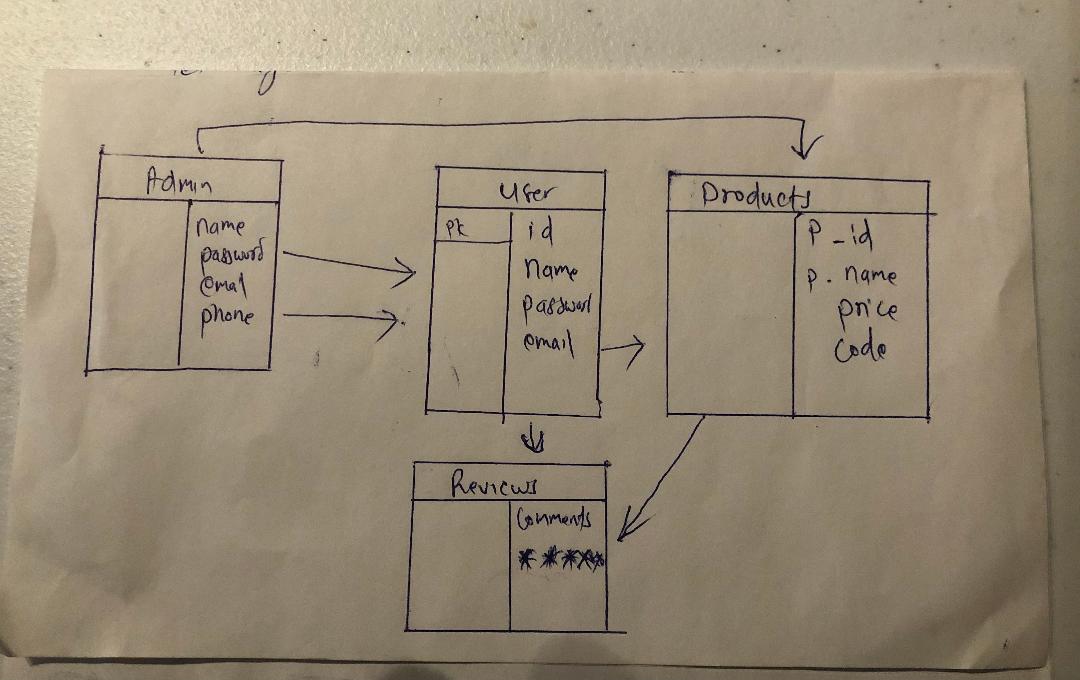 Admin
name
password
email
phone
User
pk
id
name
password
email
Products
P_id
p. name
price
code
Reviews
Comments
*****